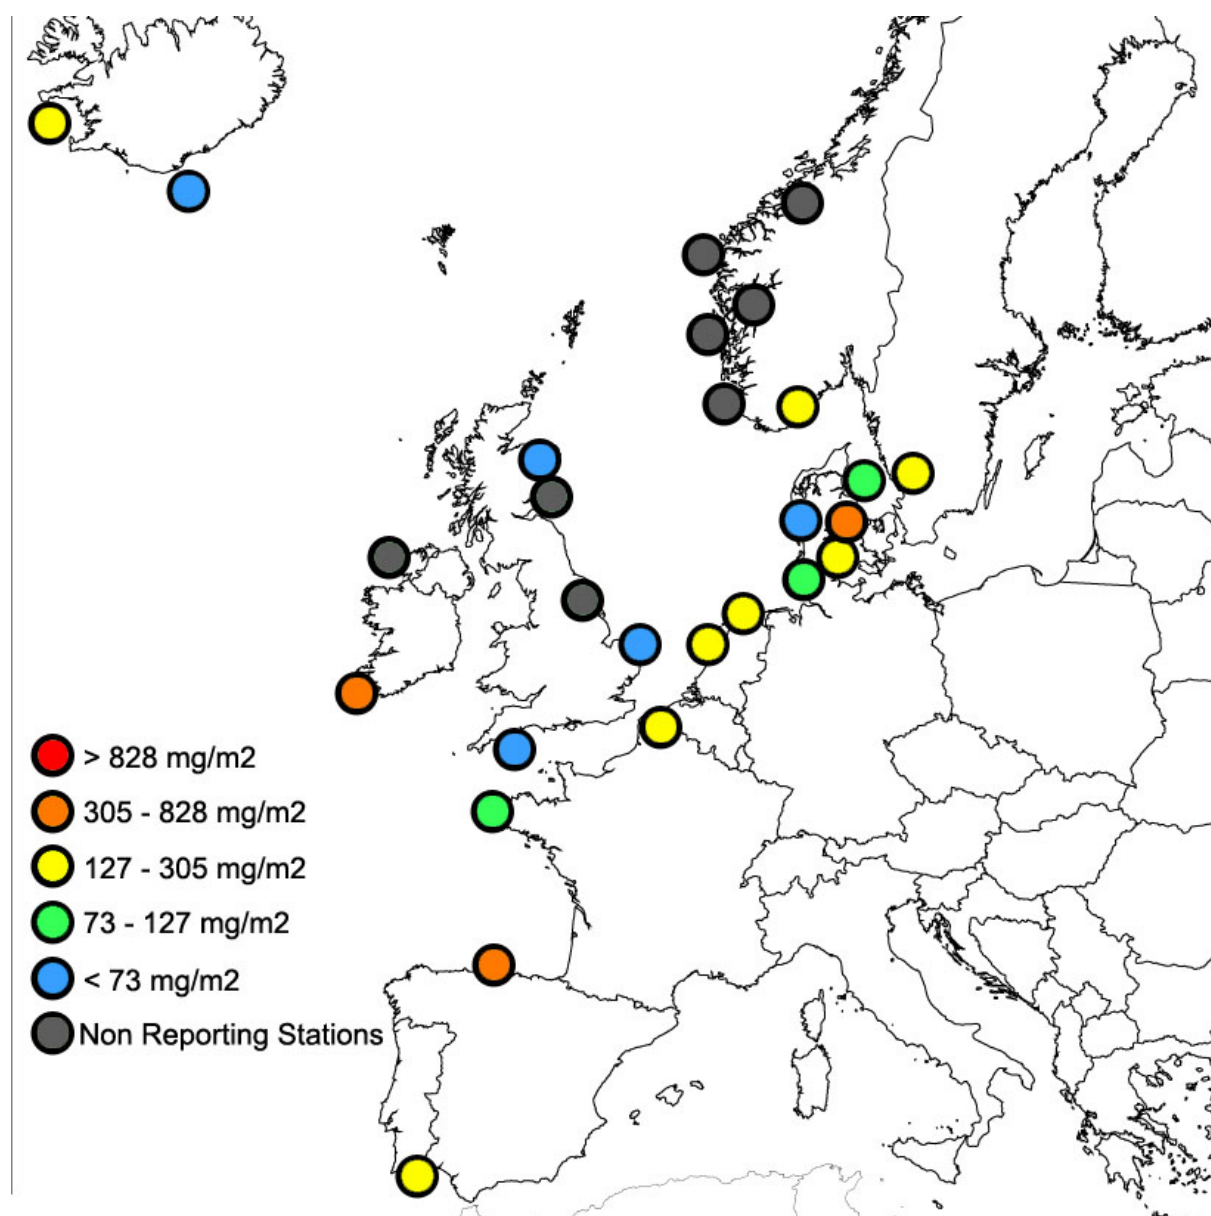 > 828 mg/m2
305 - 828 mg/m2
127 - 305 mg/m2
73 - 127 mg/m2
< 73 mg/m2
Non Reporting Stations